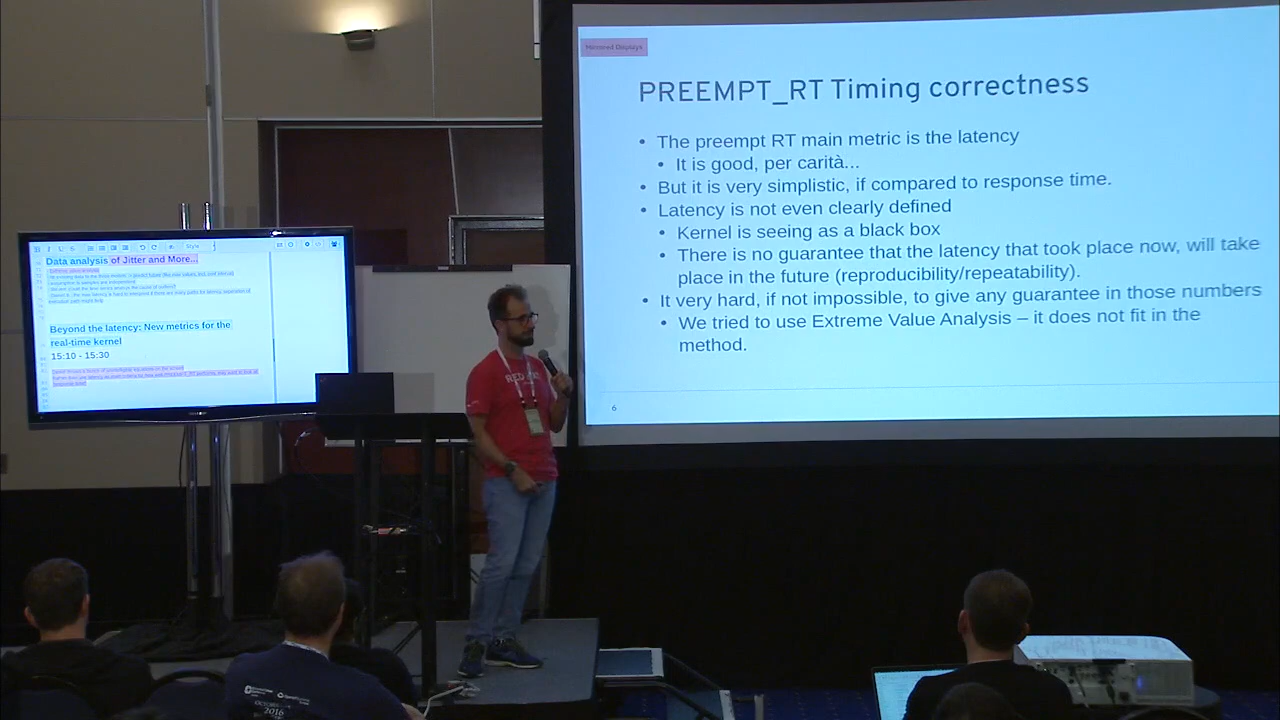 Mirrored Displays
PREEMPT_RT Timing correctness
• The preempt RT main metric is the latency
• It is good, per carità...
• But it is very simplistic, if compared to response time.
• Latency is not even clearly defined
• Kernel is seeing as a black box
• There is no guarantee that the latency that took place now, will take
place in the future (reproducibility/repeatability).
• It very hard, if not impossible, to give any guarantee in those numbers
• We tried to use Extreme Value Analysis – it does not fit in the
method.
6
Style
Data analysis of Jitter and More...
Beyond the latency: New metrics for the
real-time kernel
15:10 - 15:30
RED HAT
2016